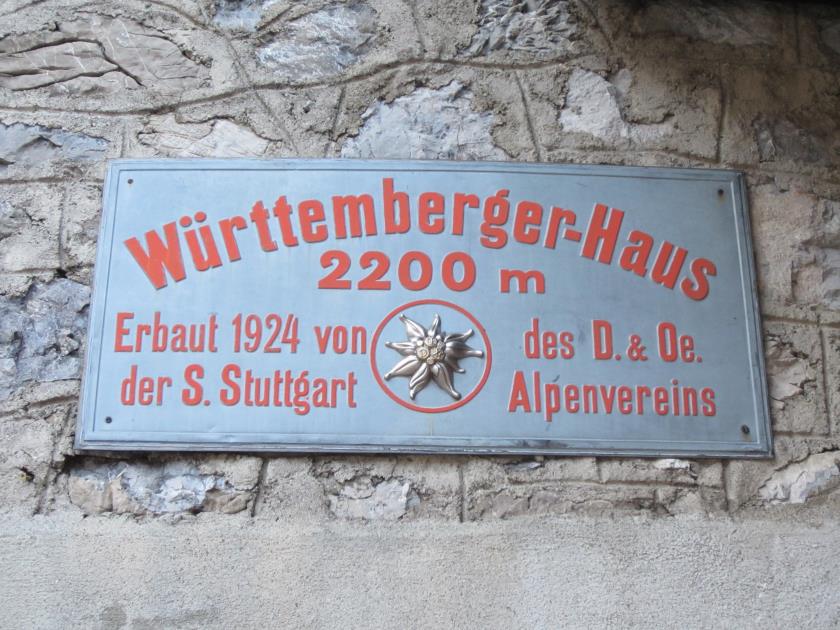 Württemberger-Haus
2200 m
Erbaut 1924 von des D. & Oe.
der S. Stuttgart Alpenvereins